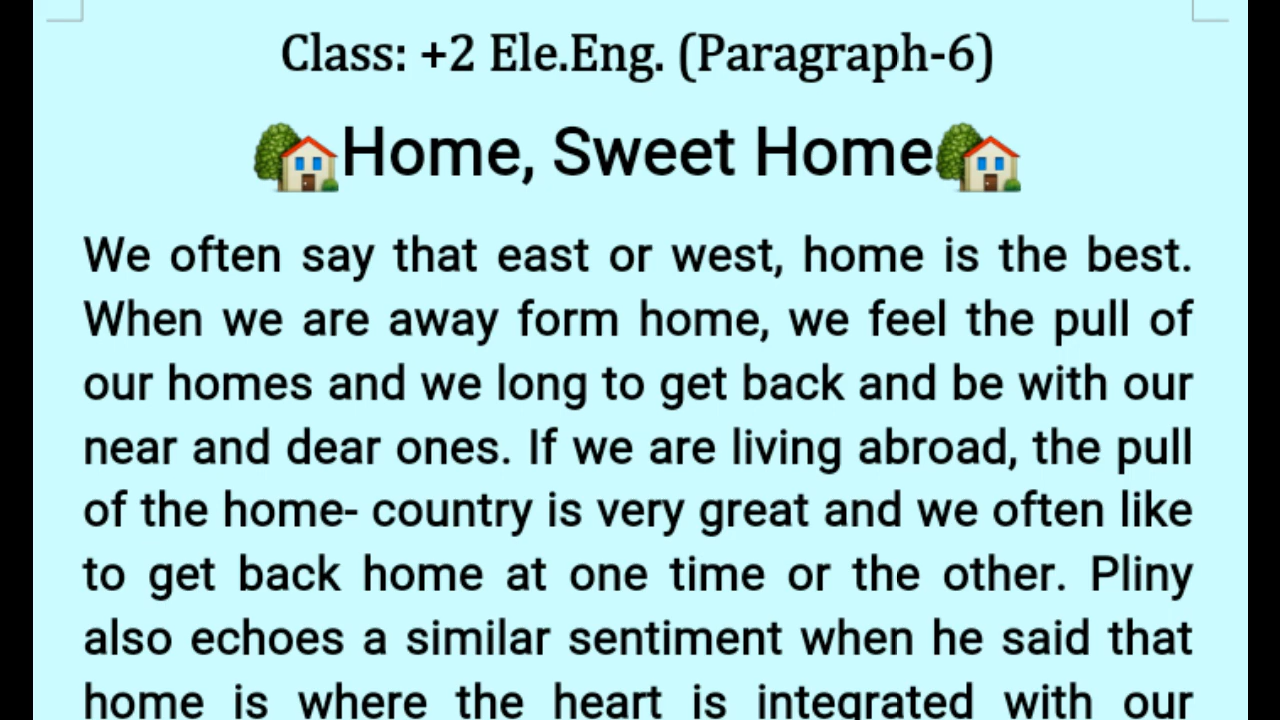 Class: +2 Ele.Eng. (Paragraph-6)
Home, Sweet Home
We often say that east or west, home is the best.
When we are away form home, we feel the pull of
our homes and we long to get back and be with our
near and dear ones. If we are living abroad, the pull
of the home- country is very great and we often like
to get back home at one time or the other. Pliny
also echoes a similar sentiment when he said that
home is where the heart is integrated with our